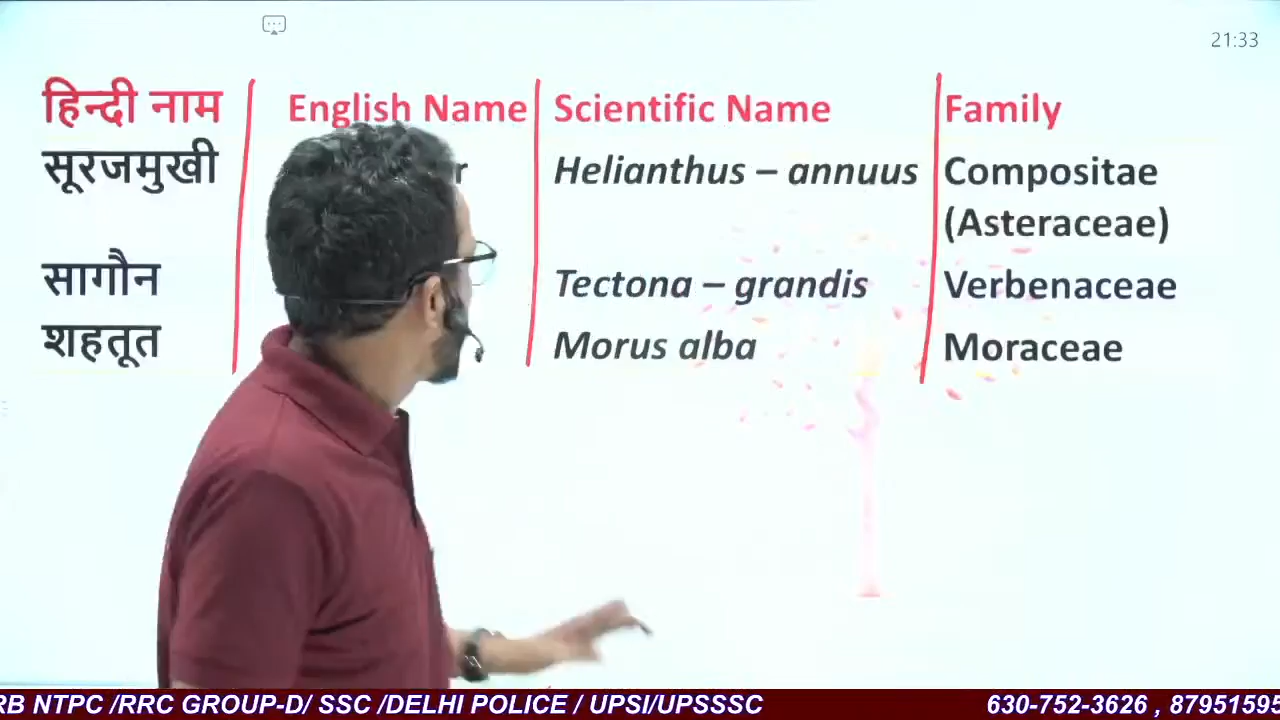 21:33
हिन्दी नाम English Name Scientific Name Family
सूरजमुखी Helianthus – annuus Compositae
(Asteraceae)
सागौन Tectona – grandis Verbenaceae
शहतूत Morus alba Moraceae
RB NTPC /RRC GROUP-D/ SSC /DELHI POLICE / UPSI/UPSSSC 630-752-3626 , 87951595